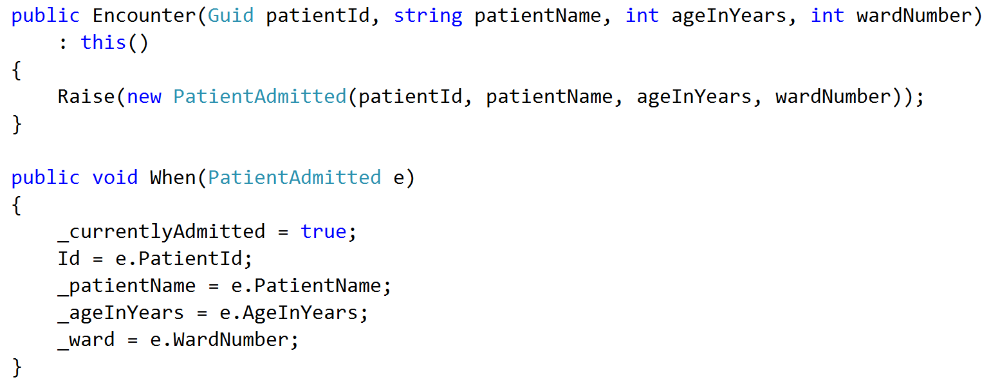 public Encounter(Guid patientId, string patientName, int ageInYears, int wardNumber)
    : this()
{
    Raise(new PatientAdmitted(patientId, patientName, ageInYears, wardNumber));
}

public void When(PatientAdmitted e)
{
    _currentlyAdmitted = true;
    Id = e.PatientId;
    _patientName = e.PatientName;
    _ageInYears = e.AgeInYears;
    _ward = e.WardNumber;
}